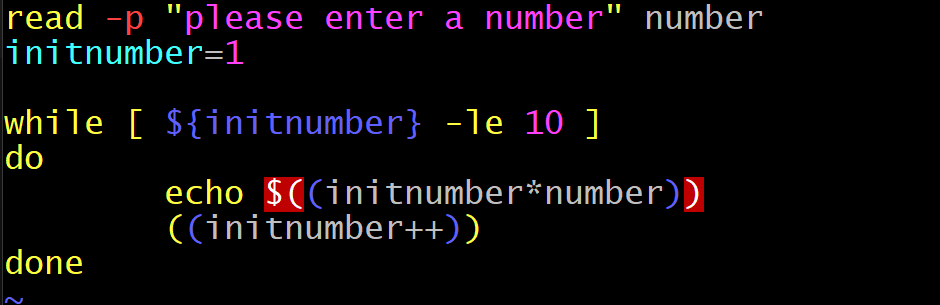 read -p "please enter a number" number
initnumber=1

while [ ${initnumber} -le 10 ]
do
        echo $((initnumber*number))
        ((initnumber++))
done
~